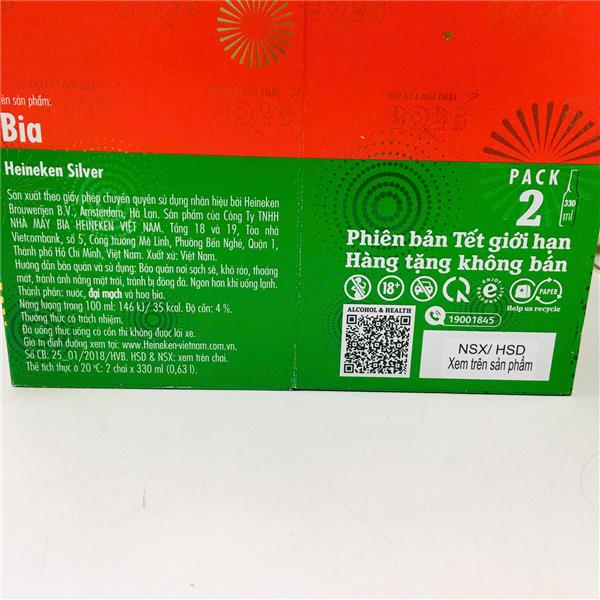 MỞ KẾT NỐI THẬT
2026
ên sản phẩm:
Bia
Heineken Silver
Sản xuất theo giấy phép chuyên quyền sử dụng nhãn hiệu bởi Heineken
Brouwerijen B.V., Amsterdam, Hà Lan. Sản phẩm của Công Ty TNHH
NHÀ MÁY BIA HEINEKEN VIỆT NAM. Tầng 18 và 19, Tòa nhà
Vietcombank, số 5, Công trường Mê Linh, Phường Bến Nghé, Quận 1,
Thành Phố Hồ Chí Minh, Việt Nam. Xuất xứ: Việt Nam.
Hướng dẫn bảo quản và sử dụng: Bảo quản nơi sạch sẽ, khô ráo, thoáng
mát, tránh ánh nắng mặt trời, tránh bị đông đá. Ngon hơn khi uống lạnh.
Thành phần: nước, đại mạch và hoa bia.
Năng lượng trong 100 ml: 146 kJ/35 kcal. Độ cồn: 4 %.
Thưởng thức có trách nhiệm.
Đã uống thức uống có cồn thì không được lái xe.
Giá trị dinh dưỡng xem tại: www.Heineken-vietnam.com.vn.
Số CB: 25_01/2018/HVB. HSD & NSX: xem trên chai.
Thể tích thực ở 20 °C: 2 chai x 330 ml (0,63 l).
PACK
2
330
ml
Phiên bản Tết giới hạn
Hàng tặng không bán
18+
PAPER
Help us recycle
ALCOHOL & HEALTH
19001845
NSX/ HSD
Xem trên sản phẩm